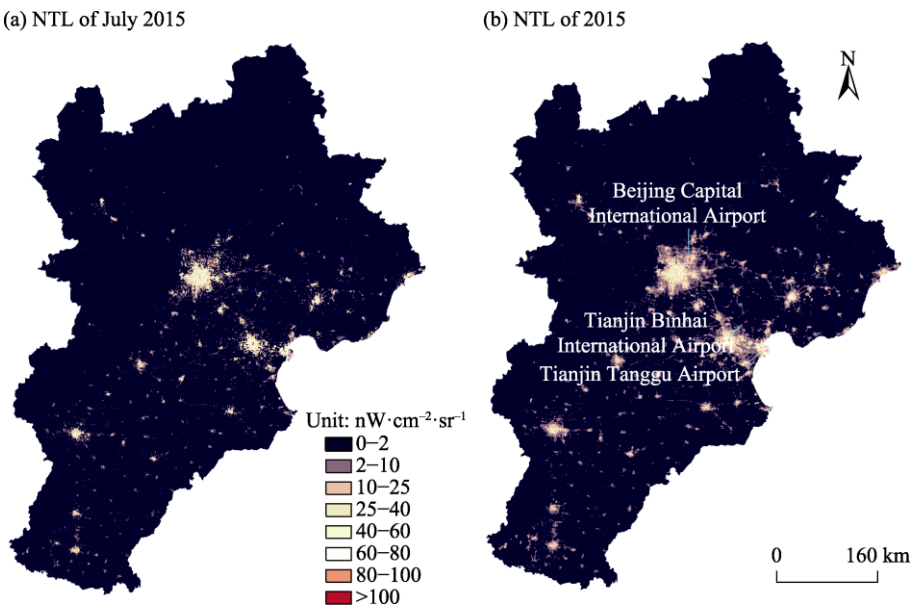 (a) NTL of July 2015
(b) NTL of 2015
N
Beijing Capital
International Airport
Tianjin Binhai
International Airport
Tianjin Tanggu Airport
Unit: nW·cm⁻²·sr⁻¹
0−2
2−10
10−25
25−40
40−60
60−80
80−100
>100
0 160 km